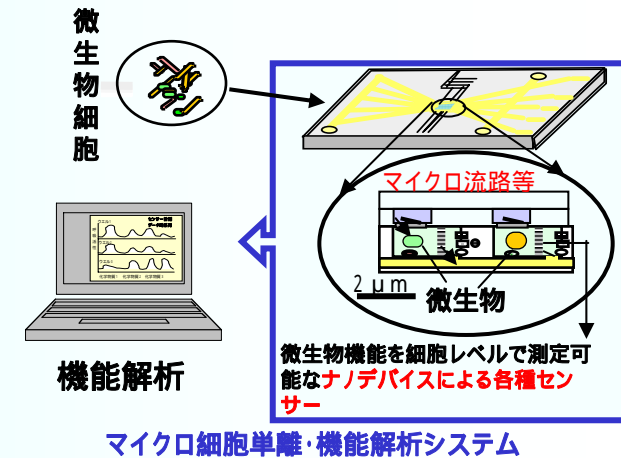 微生物細胞
マイクロ流路等
2 μm
微生物
機能解析
微生物機能を細胞レベルで測定可
能なナノデバイスによる各種セン
サー
マイクロ細胞単離・機能解析システム